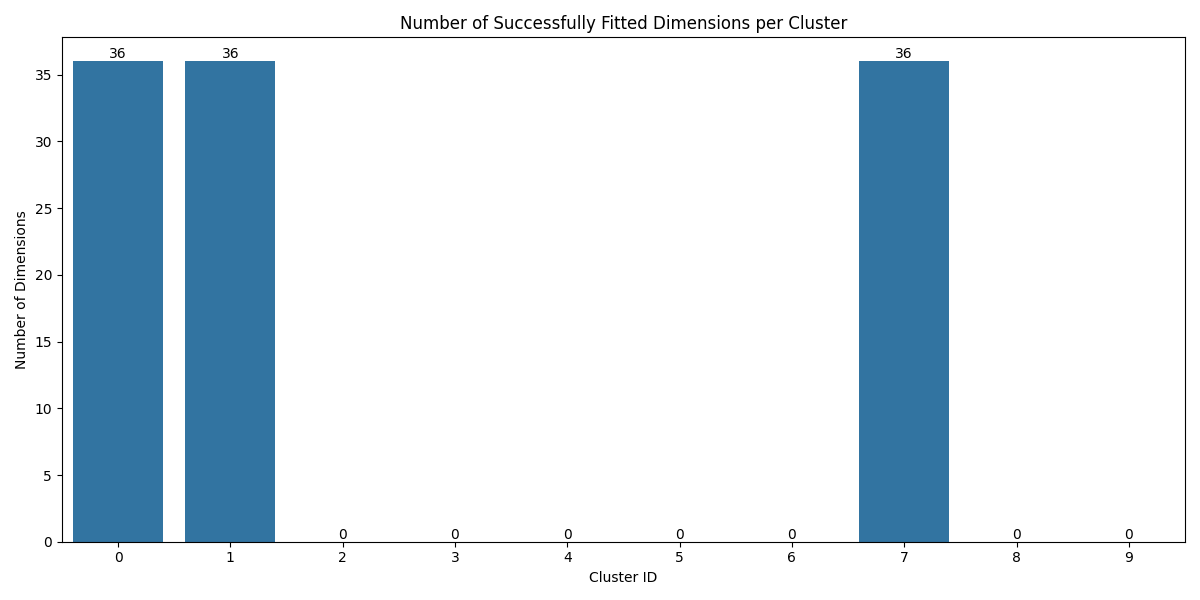 Number of Successfully Fitted Dimensions per Cluster
36 36 36
35
30
25
20
15
10
5
0
0 0 0 0 0 0 0
0 1 2 3 4 5 6 7 8 9
Number of Dimensions
Cluster ID